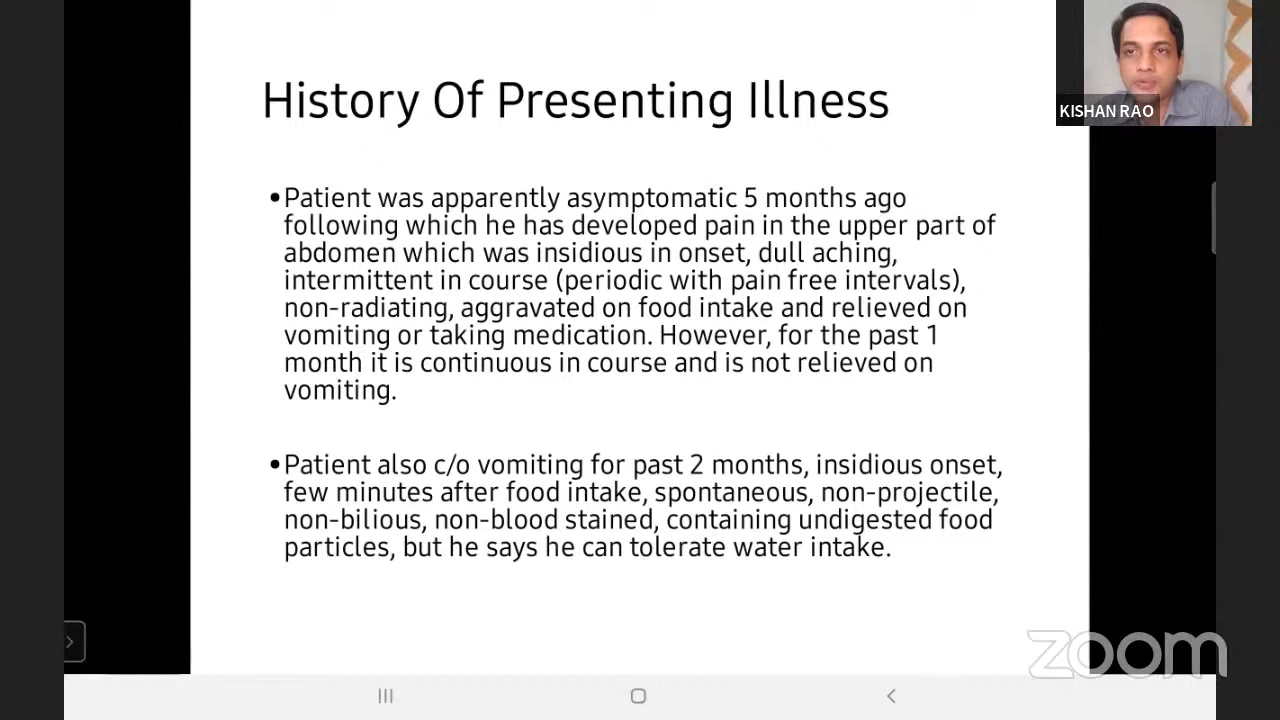 History Of Presenting Illness
KISHAN RAO
•Patient was apparently asymptomatic 5 months ago
following which he has developed pain in the upper part of
abdomen which was insidious in onset, dull aching,
intermittent in course (periodic with pain free intervals),
non-radiating, aggravated on food intake and relieved on
vomiting or taking medication. However, for the past 1
month it is continuous in course and is not relieved on
vomiting.
•Patient also c/o vomiting for past 2 months, insidious onset,
few minutes after food intake, spontaneous, non-projectile,
non-bilious, non-blood stained, containing undigested food
particles, but he says he can tolerate water intake.
zoom